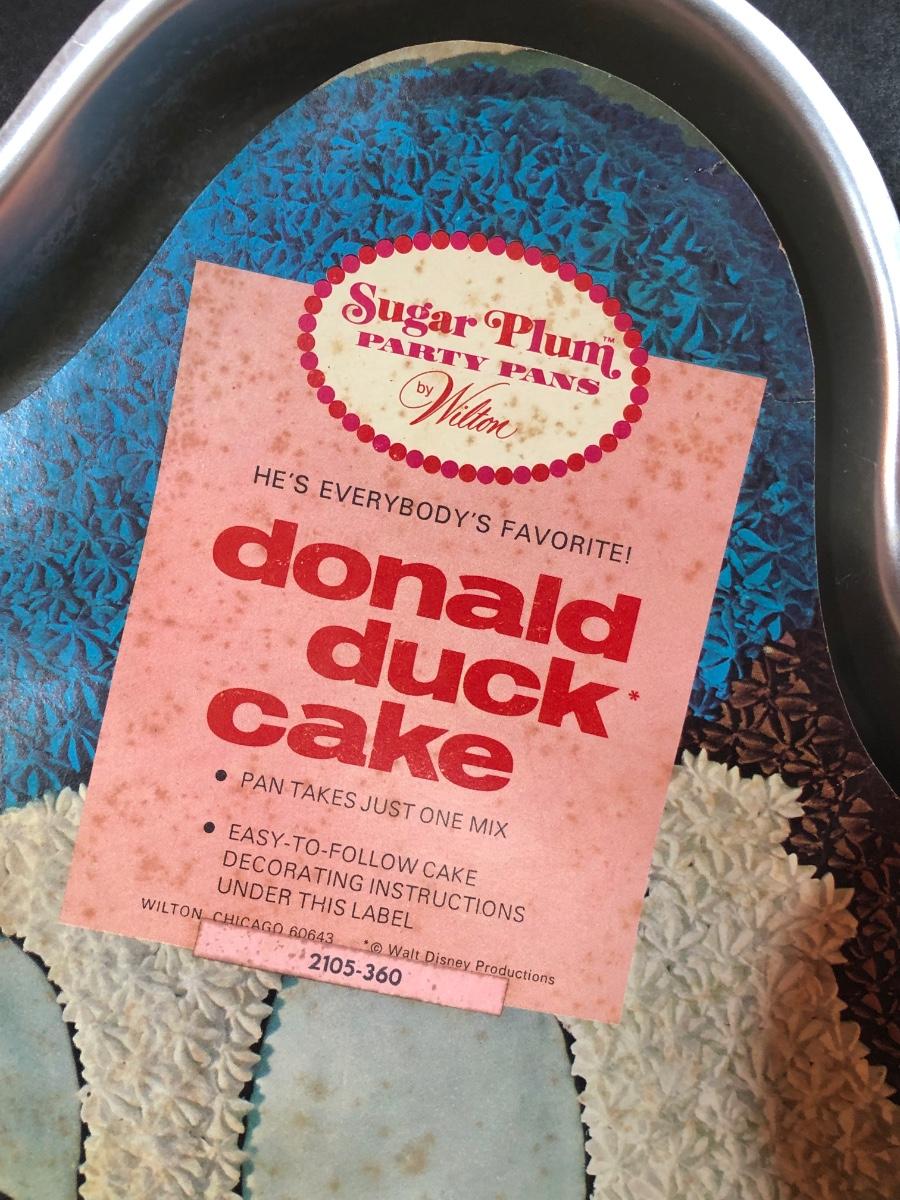 Sugar Plum™
PARTY PANS
by Wilton
HE'S EVERYBODY'S FAVORITE!
donald
duck*
cake
• PAN TAKES JUST ONE MIX
• EASY-TO-FOLLOW CAKE
DECORATING INSTRUCTIONS
UNDER THIS LABEL
WILTON, CHICAGO 60643 *© Walt Disney Productions
2105-360